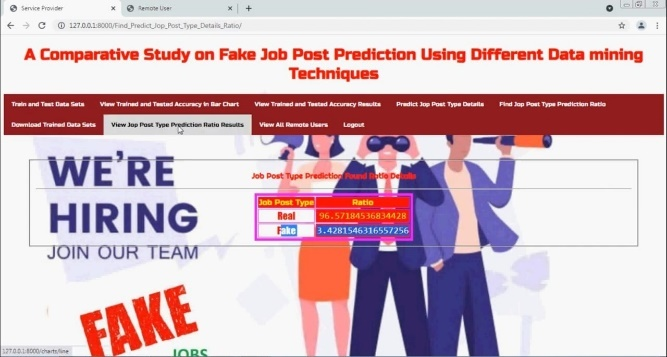 Service Provider
Remote User
127.0.0.1:8000/Find_Predict_Jop_Post_Type_Details_Ratio/
A Comparative Study on Fake Job Post Prediction Using Different Data mining
Techniques
Train and Test Data Sets View Trained and Tested Accuracy in Bar Chart View Trained and Tested Accuracy Results Predict Jop Post Type Details Find Jop Post Type Prediction Ratio
Download Trained Data Sets View Jop Post Type Prediction Ratio Results View All Remote Users Logout
WE'RE
HIRING
JOIN OUR TEAM
Job Post Type Prediction Found Ratio Details
Job Post Type Ratio
Real 96.57184536834428
Fake 3.4281546316557256
FAKE
JOBS
127.0.0.1:8000/charts/line